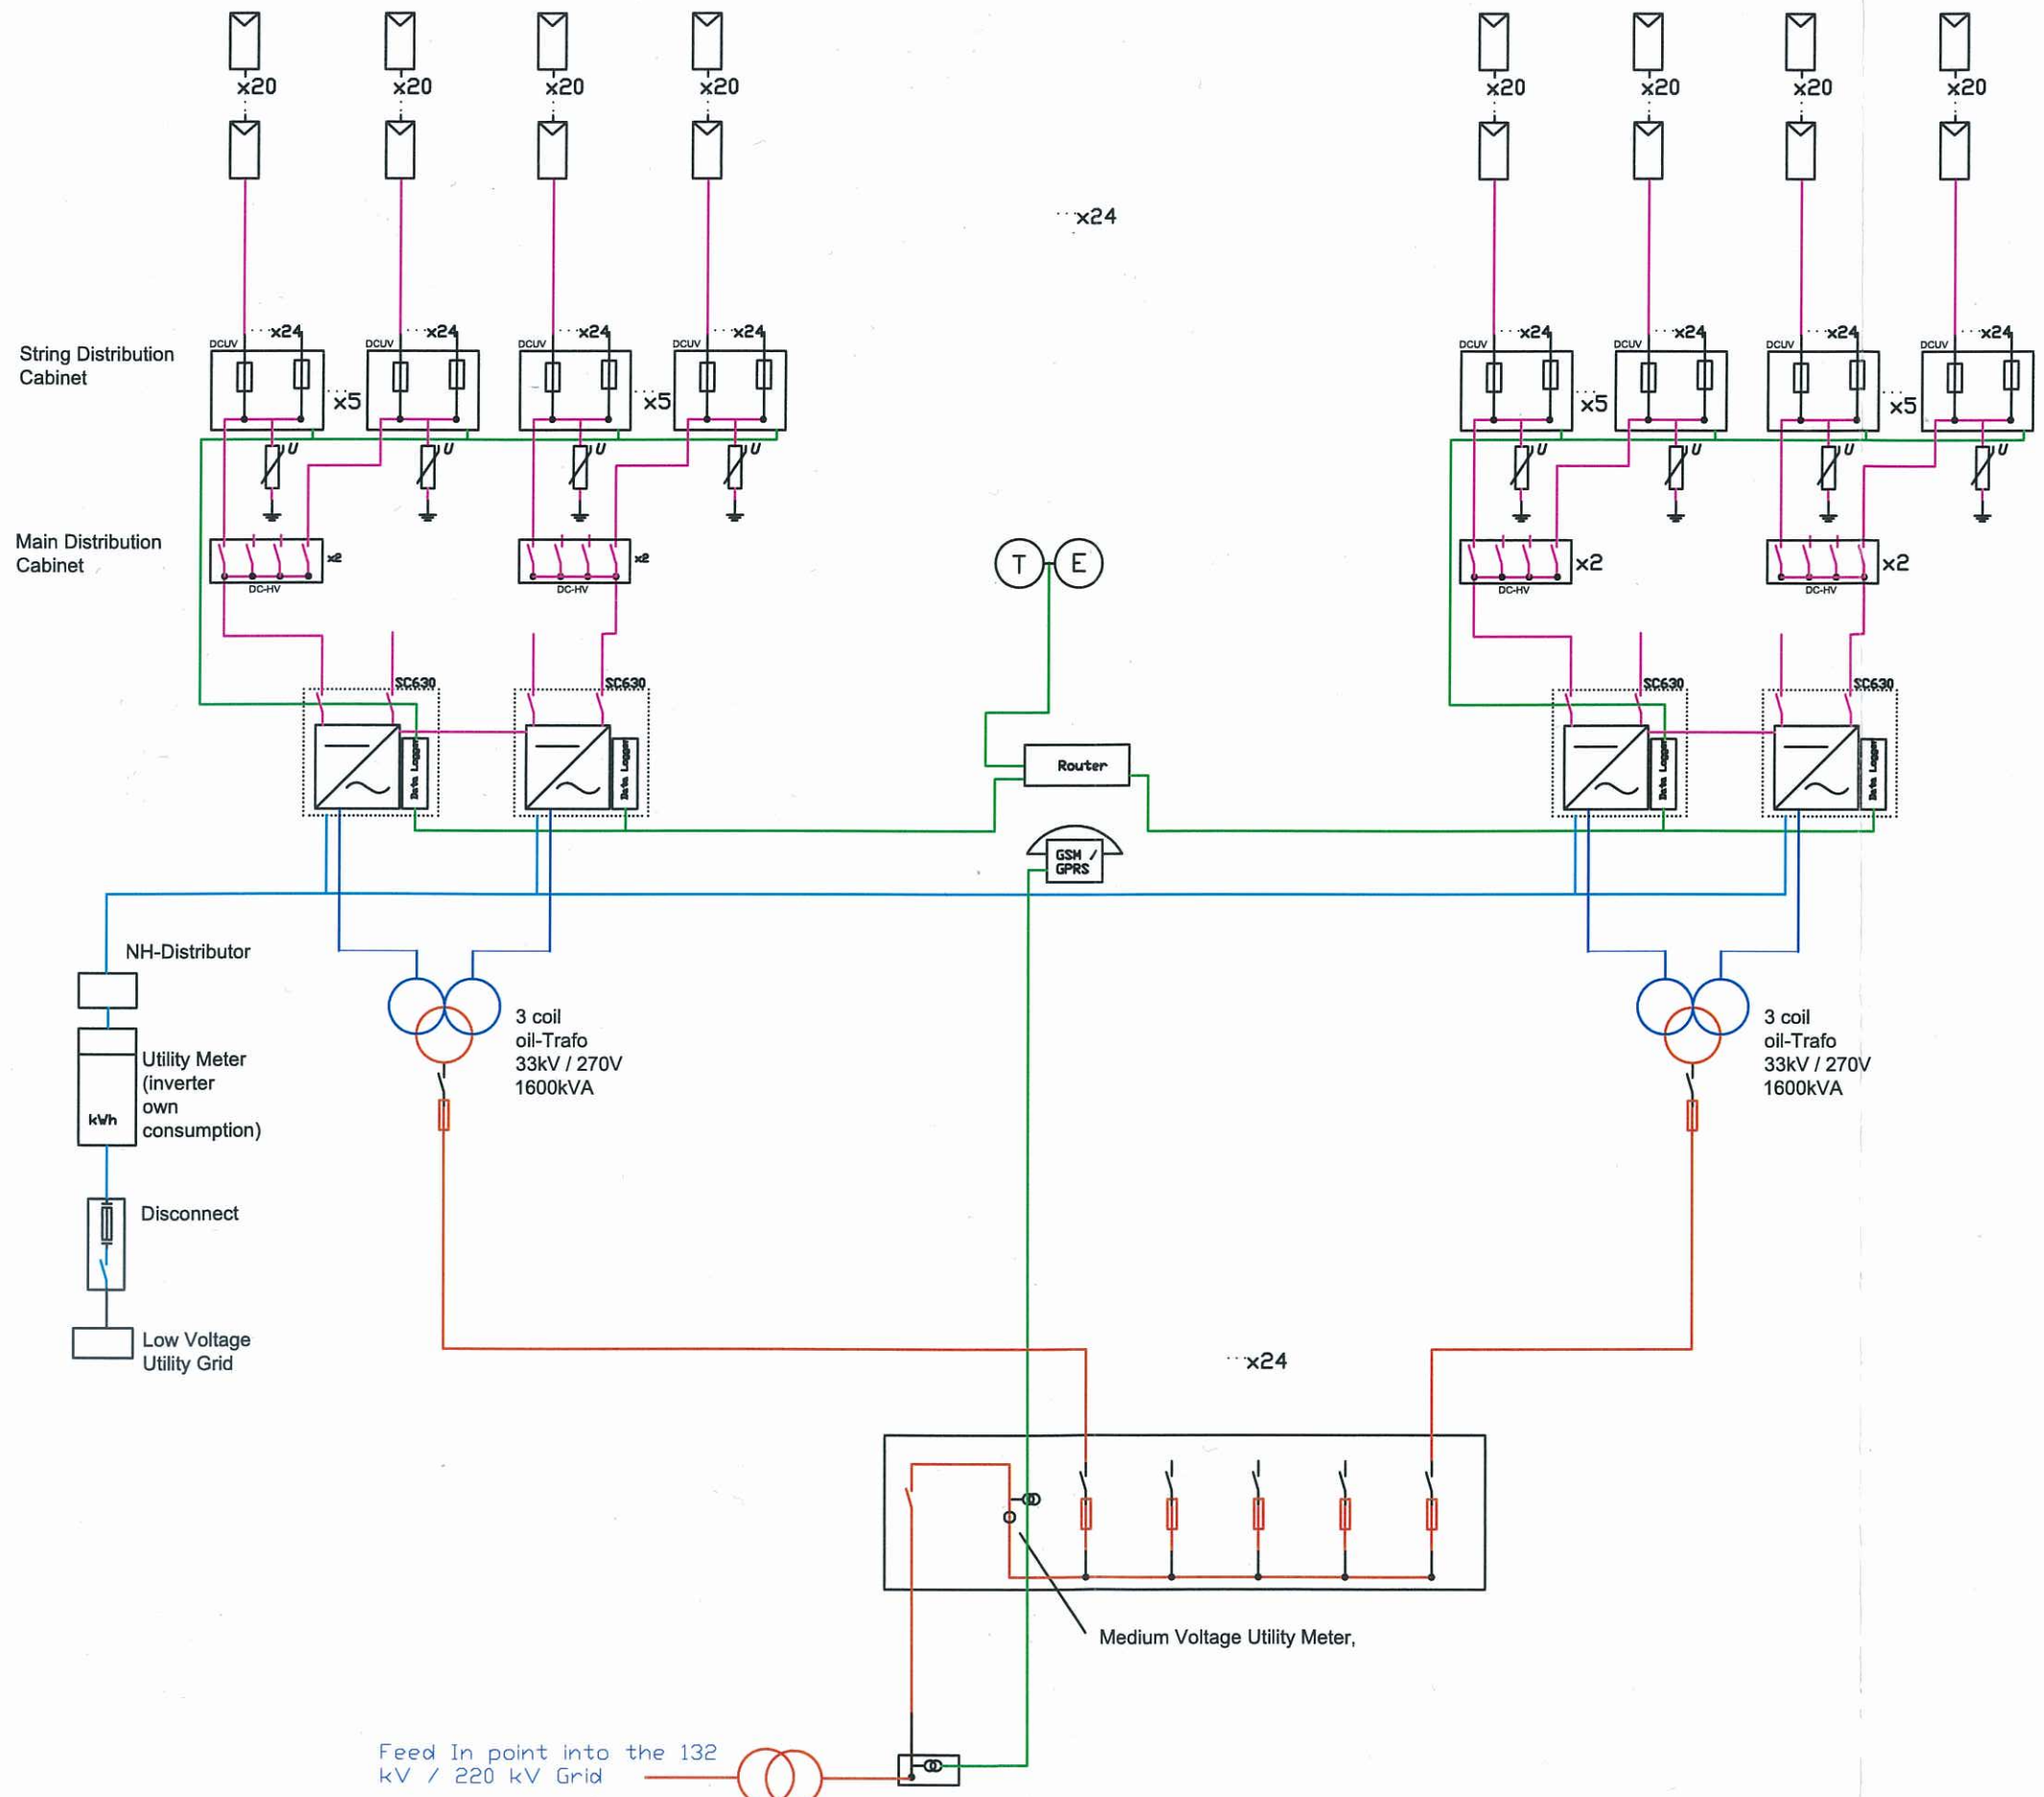 x20 x20 x20 x20 x20 x20 x20 x20
x24
x24 x24 x24 x24 x24 x24 x24 x24
DCUV DCUV DCUV DCUV DCUV DCUV DCUV DCUV
String Distribution
Cabinet
x5 x5 x5 x5
U U U U U U U U
Main Distribution
Cabinet
x2 x2 x2 x2
DC-HV DC-HV DC-HV DC-HV
T E
SC630 SC630 SC630 SC630
Data Logger Data Logger Data Logger Data Logger
Router
GSM /
GPRS
NH-Distributor
Utility Meter
(inverter
own
consumption)
kWh
3 coil
oil-Trafo
33kV / 270V
1600kVA
3 coil
oil-Trafo
33kV / 270V
1600kVA
Disconnect
Low Voltage
Utility Grid
x24
Medium Voltage Utility Meter,
Feed In point into the 132
kV / 220 kV Grid